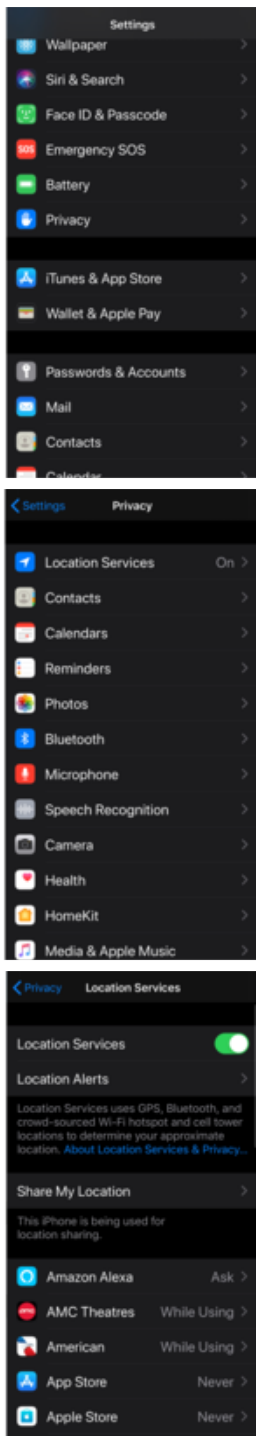 Settings
Wallpaper
Siri & Search
Face ID & Passcode
SOS Emergency SOS
Battery
Privacy
iTunes & App Store
Wallet & Apple Pay
Passwords & Accounts
Mail
Contacts
Calendar
Settings Privacy
Location Services On
Contacts
Calendars
Reminders
Photos
Bluetooth
Microphone
Speech Recognition
Camera
Health
HomeKit
Media & Apple Music
Privacy Location Services
Location Services
Location Alerts
Location Services uses GPS, Bluetooth, and
crowd-sourced Wi-Fi hotspot and cell tower
locations to determine your approximate
location. About Location Services & Privacy...
Share My Location
This iPhone is being used for
location sharing.
Amazon Alexa Ask
amc AMC Theatres While Using
American While Using
App Store Never
Apple Store Never